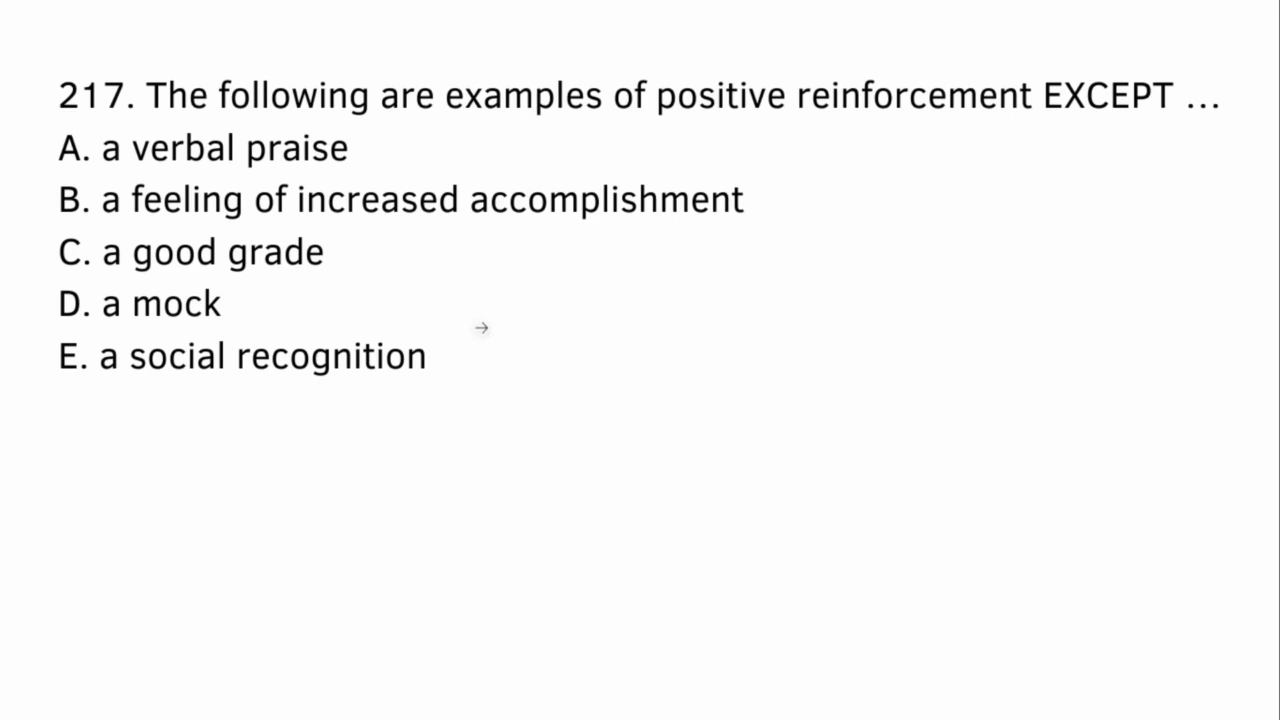 217. The following are examples of positive reinforcement EXCEPT ...
A. a verbal praise
B. a feeling of increased accomplishment
C. a good grade
D. a mock
E. a social recognition